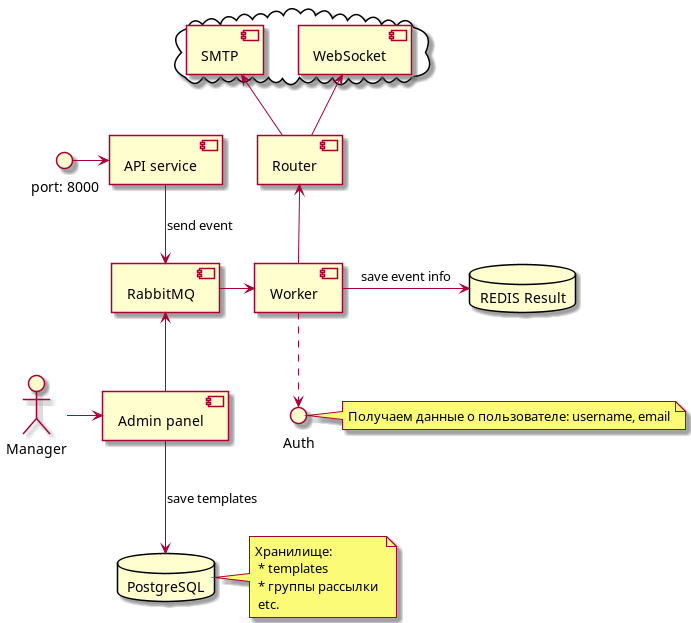 SMTP
WebSocket
port: 8000
API service
Router
send event
RabbitMQ
Worker
save event info
REDIS Result
Manager
Admin panel
Auth
Получаем данные о пользователе: username, email
save templates
PostgreSQL
Хранилище:
* templates
* группы рассылки
etc.